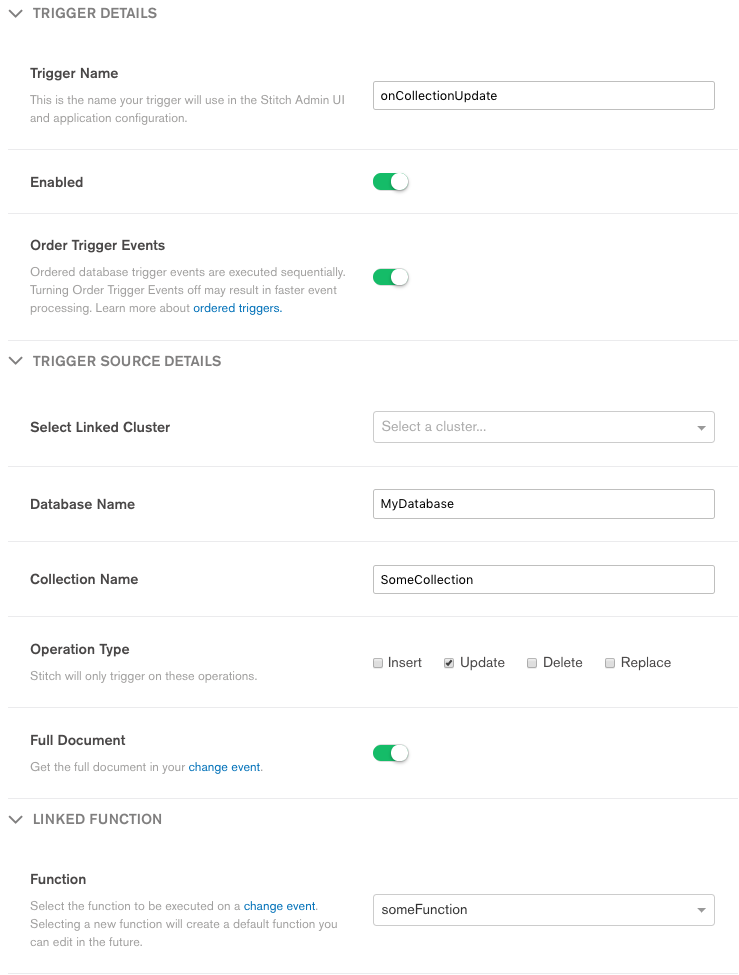 TRIGGER DETAILS
Trigger Name
This is the name your trigger will use in the Stitch Admin UI
and application configuration.
onCollectionUpdate
Enabled
Order Trigger Events
Ordered database trigger events are executed sequentially.
Turning Order Trigger Events off may result in faster event
processing. Learn more about ordered triggers.
TRIGGER SOURCE DETAILS
Select Linked Cluster
Select a cluster...
Database Name
MyDatabase
Collection Name
SomeCollection
Operation Type
Stitch will only trigger on these operations.
Insert Update Delete Replace
Full Document
Get the full document in your change event.
LINKED FUNCTION
Function
Select the function to be executed on a change event.
Selecting a new function will create a default function you
can edit in the future.
someFunction